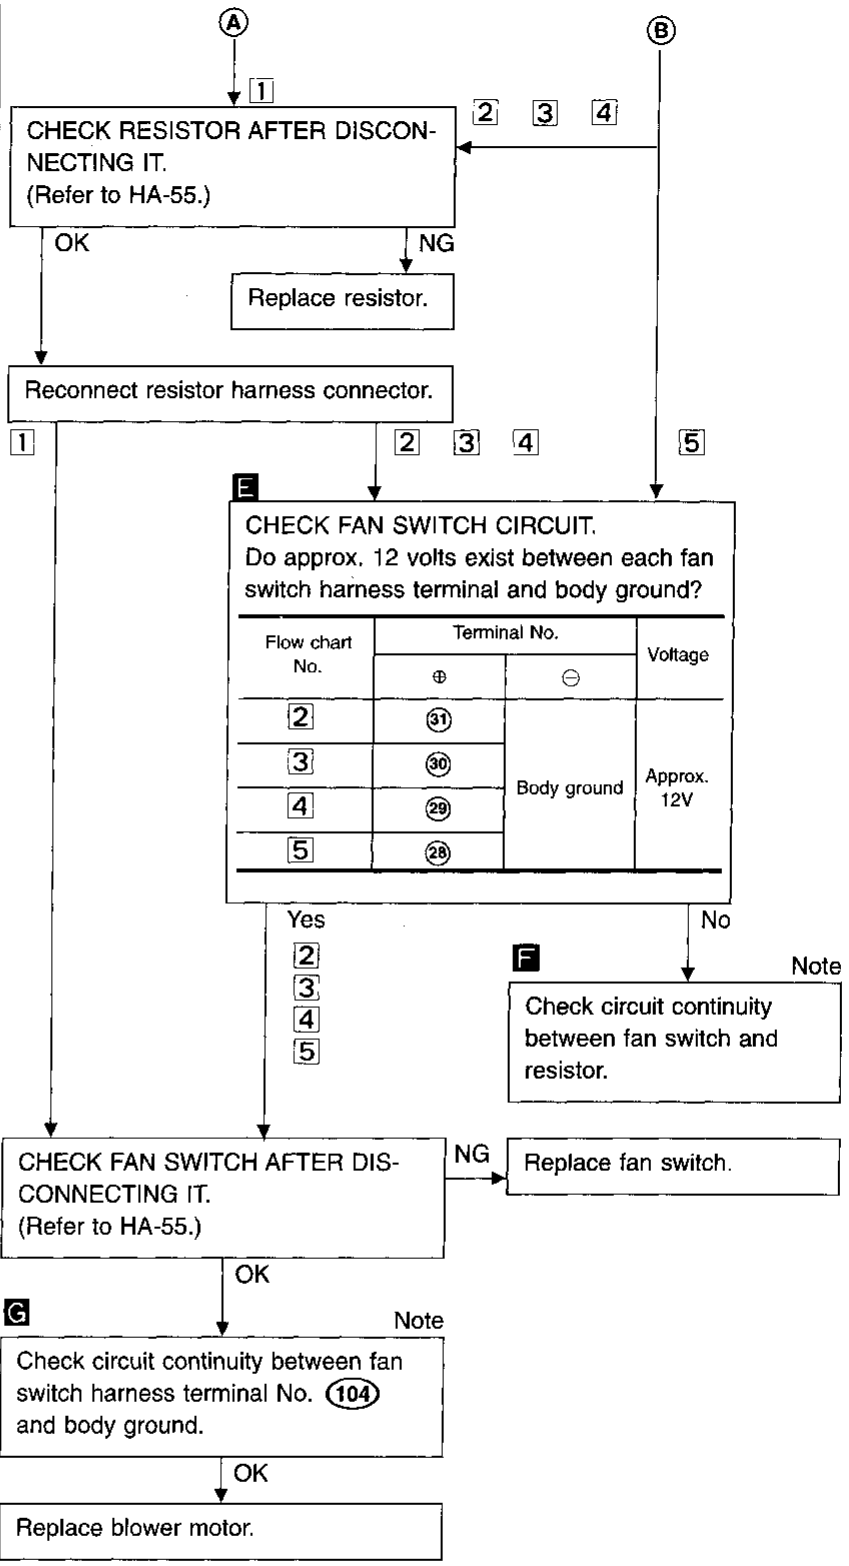 A
B
1
2 3 4
CHECK RESISTOR AFTER DISCON-
NECTING IT.
(Refer to HA-55.)
OK
NG
Replace resistor.
Reconnect resistor harness connector.
1
2 3 4
5
E
CHECK FAN SWITCH CIRCUIT.
Do approx. 12 volts exist between each fan
switch harness terminal and body ground?
Flow chart
No.
Terminal No.
Voltage
⊕
⊖
2
31
3
30
4
29
5
28
Body ground
Approx.
12V
Yes
2
3
4
5
No
F
Note
Check circuit continuity
between fan switch and
resistor.
CHECK FAN SWITCH AFTER DIS-
CONNECTING IT.
(Refer to HA-55.)
NG
Replace fan switch.
OK
G
Note
Check circuit continuity between fan
switch harness terminal No. 104
and body ground.
OK
Replace blower motor.